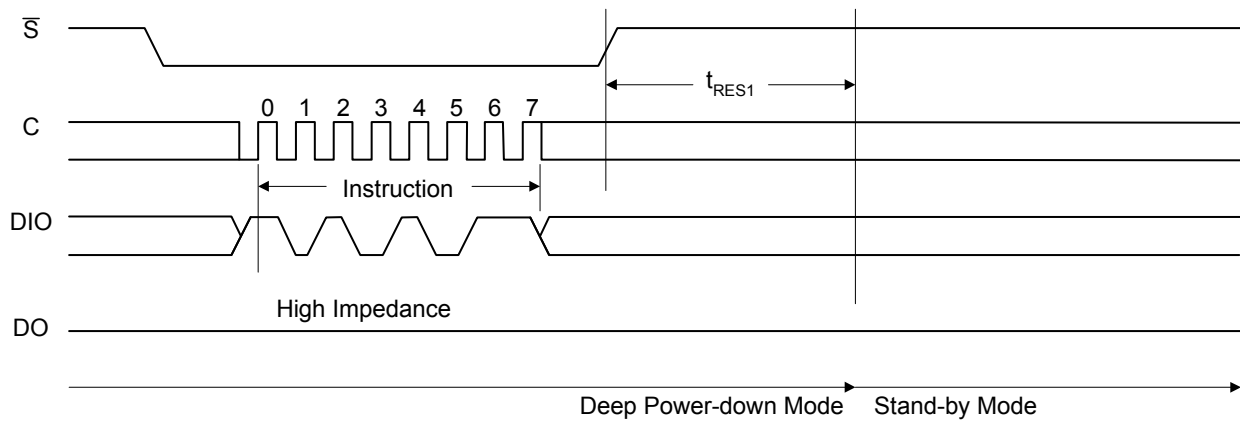 S̅
t_RES1
0 1 2 3 4 5 6 7
C
Instruction
DIO
High Impedance
DO
Deep Power-down Mode Stand-by Mode